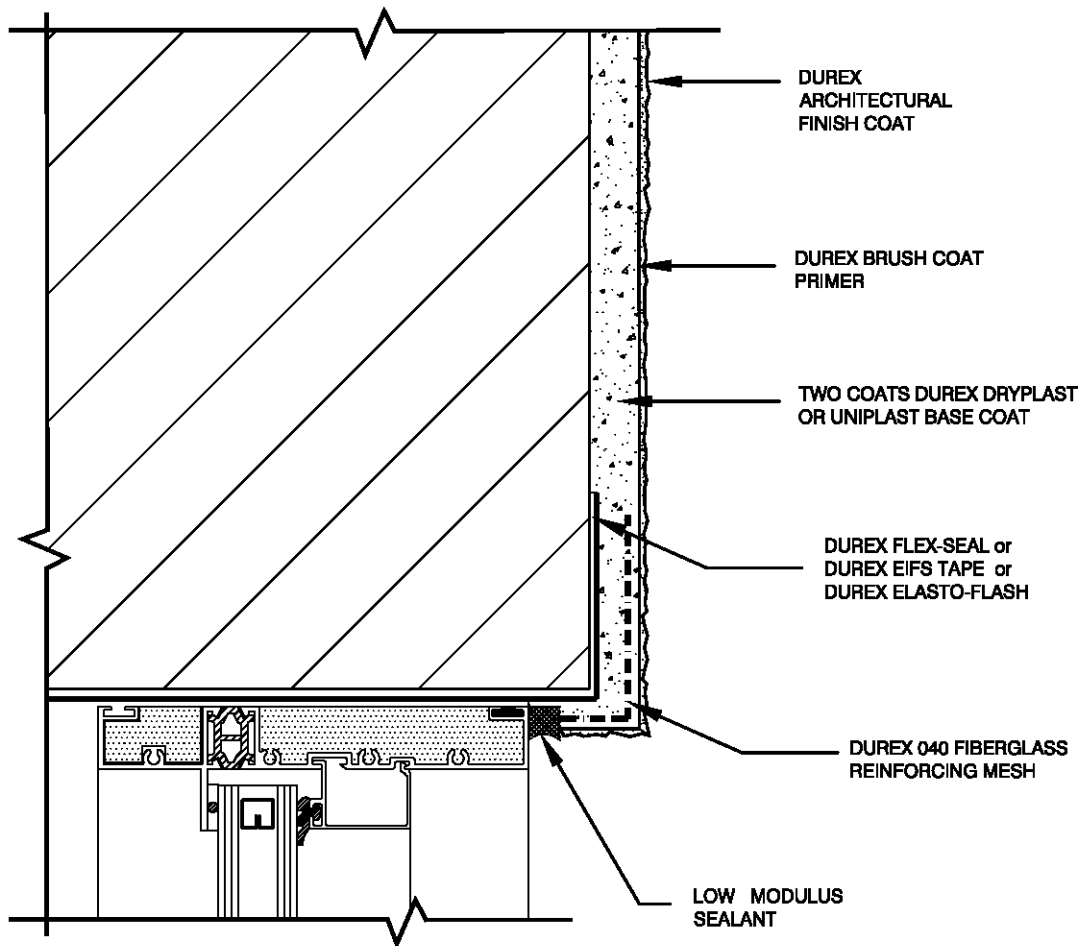 DUREX
ARCHITECTURAL
FINISH COAT
DUREX BRUSH COAT
PRIMER
TWO COATS DUREX DRYPLAST
OR UNIPLAST BASE COAT
DUREX FLEX-SEAL or
DUREX EIFS TAPE or
DUREX ELASTO-FLASH
DUREX 040 FIBERGLASS
REINFORCING MESH
LOW MODULUS
SEALANT